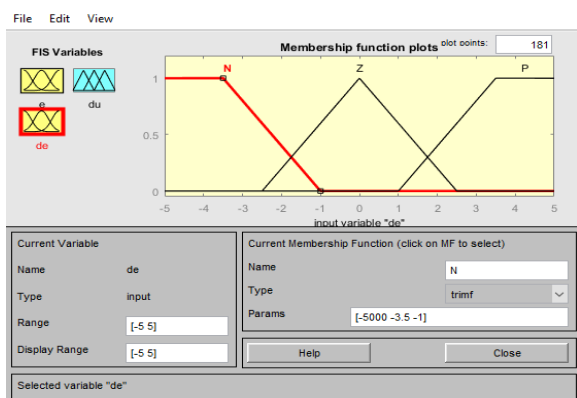 File Edit View
FIS Variables
Membership function plots plot points: 181
e
du
de
N
Z
P
1
0.5
0
-5 -4 -3 -2 -1 0 1 2 3 4 5
input variable "de"
Current Variable
Name de
Type input
Range [-5 5]
Display Range [-5 5]
Current Membership Function (click on MF to select)
Name N
Type trimf
Params [-5000 -3.5 -1]
Help Close
Selected variable "de"